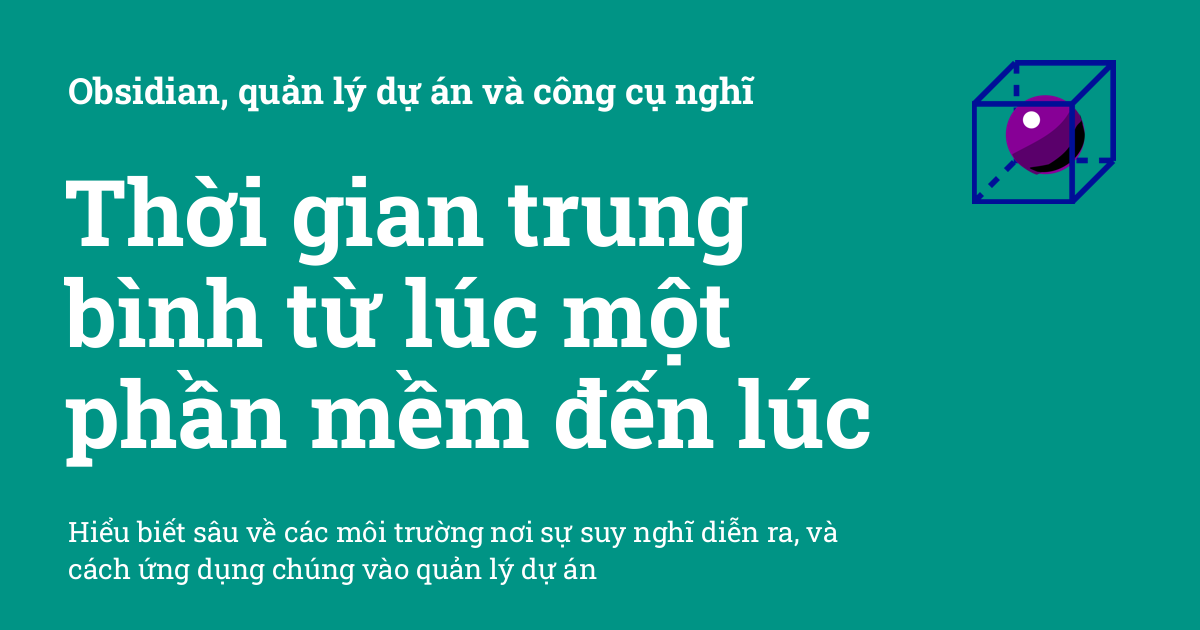 Obsidian, quản lý dự án và công cụ nghĩ
Thời gian trung
bình từ lúc một
phần mềm đến lúc
Hiểu biết sâu về các môi trường nơi sự suy nghĩ diễn ra, và
cách ứng dụng chúng vào quản lý dự án